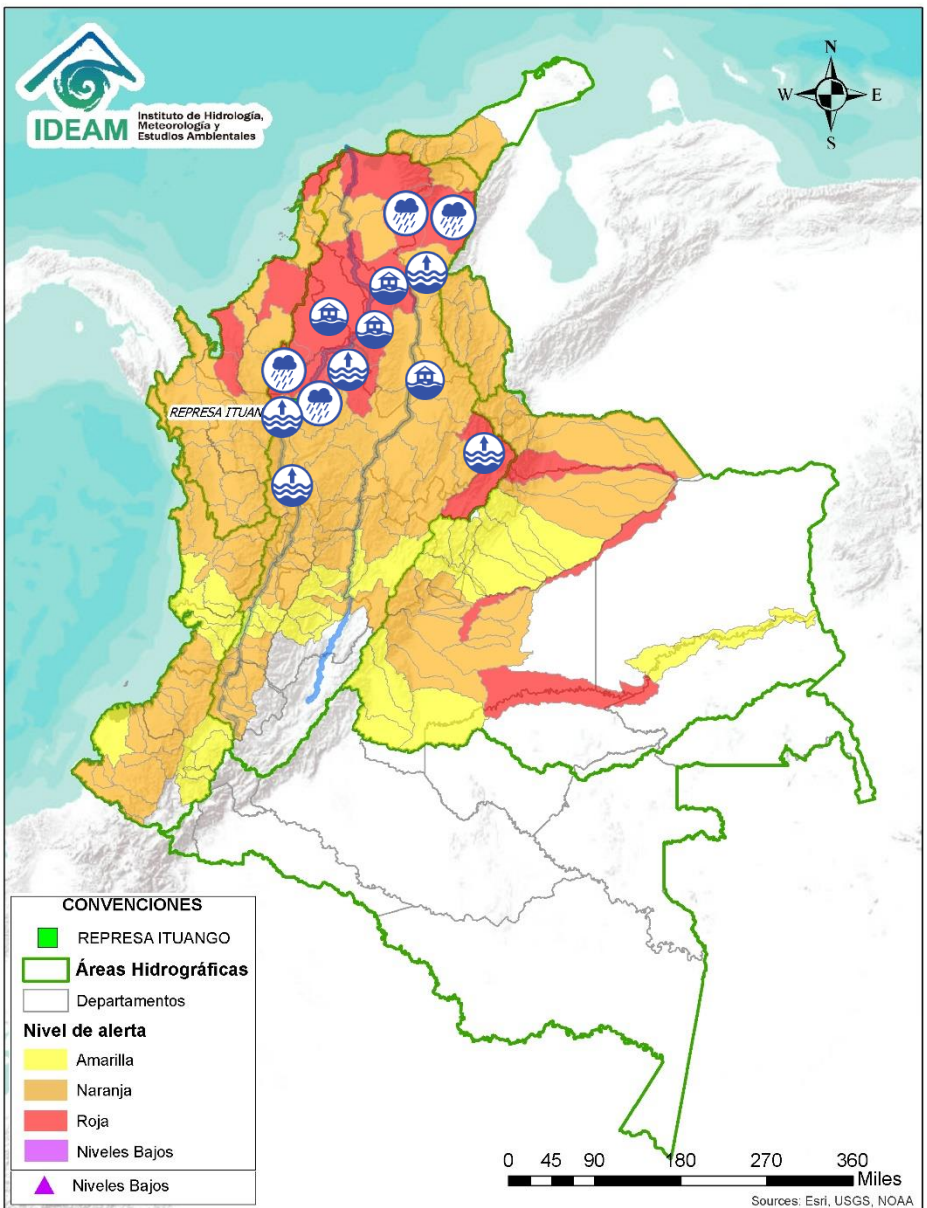 IDEAM
Instituto de Hidrología,
Meteorología y
Estudios Ambientales
N
W E
S
REPRESA ITUAN
CONVENCIONES
REPRESA ITUANGO
Áreas Hidrográficas
Departamentos
Nivel de alerta
Amarilla
Naranja
Roja
Niveles Bajos
Niveles Bajos
0 45 90 180 270 360
Miles
Sources: Esri, USGS, NOAA